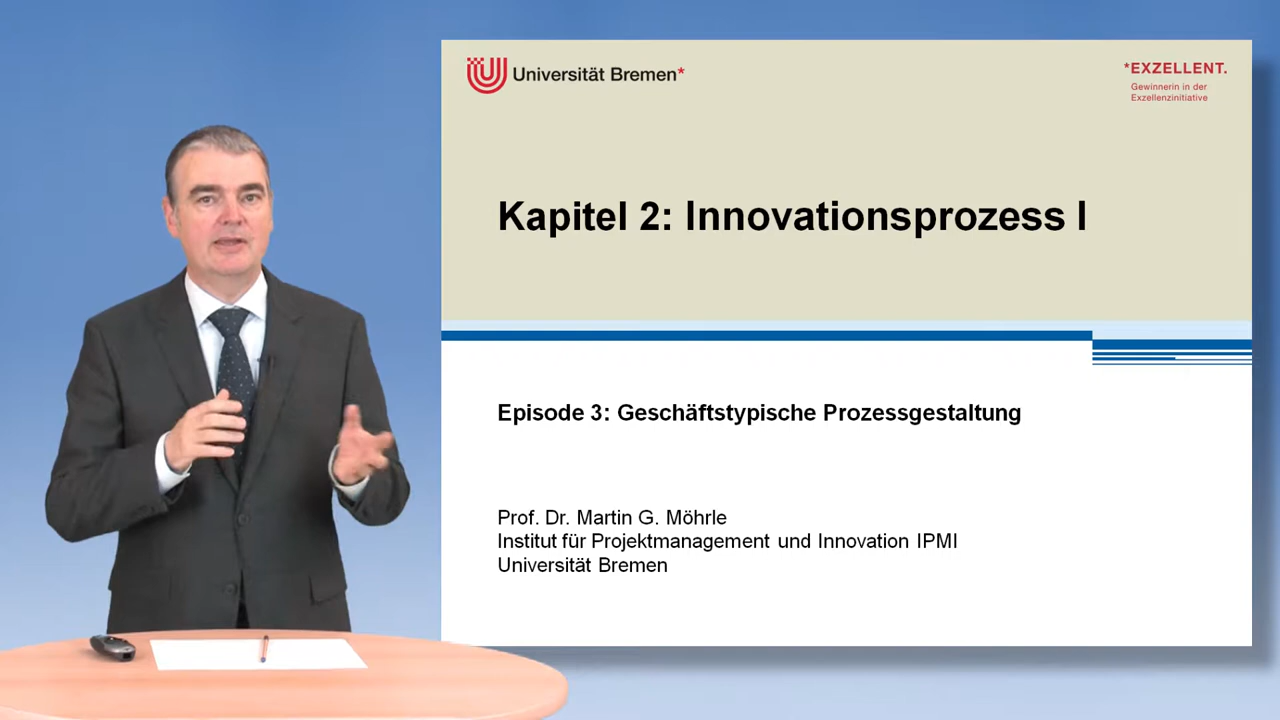 Universität Bremen*
*EXZELLENT.
Gewinnerin in der
Exzellenzinitiative
Kapitel 2: Innovationsprozess I
Episode 3: Geschäftstypische Prozessgestaltung
Prof. Dr. Martin G. Möhrle
Institut für Projektmanagement und Innovation IPMI
Universität Bremen